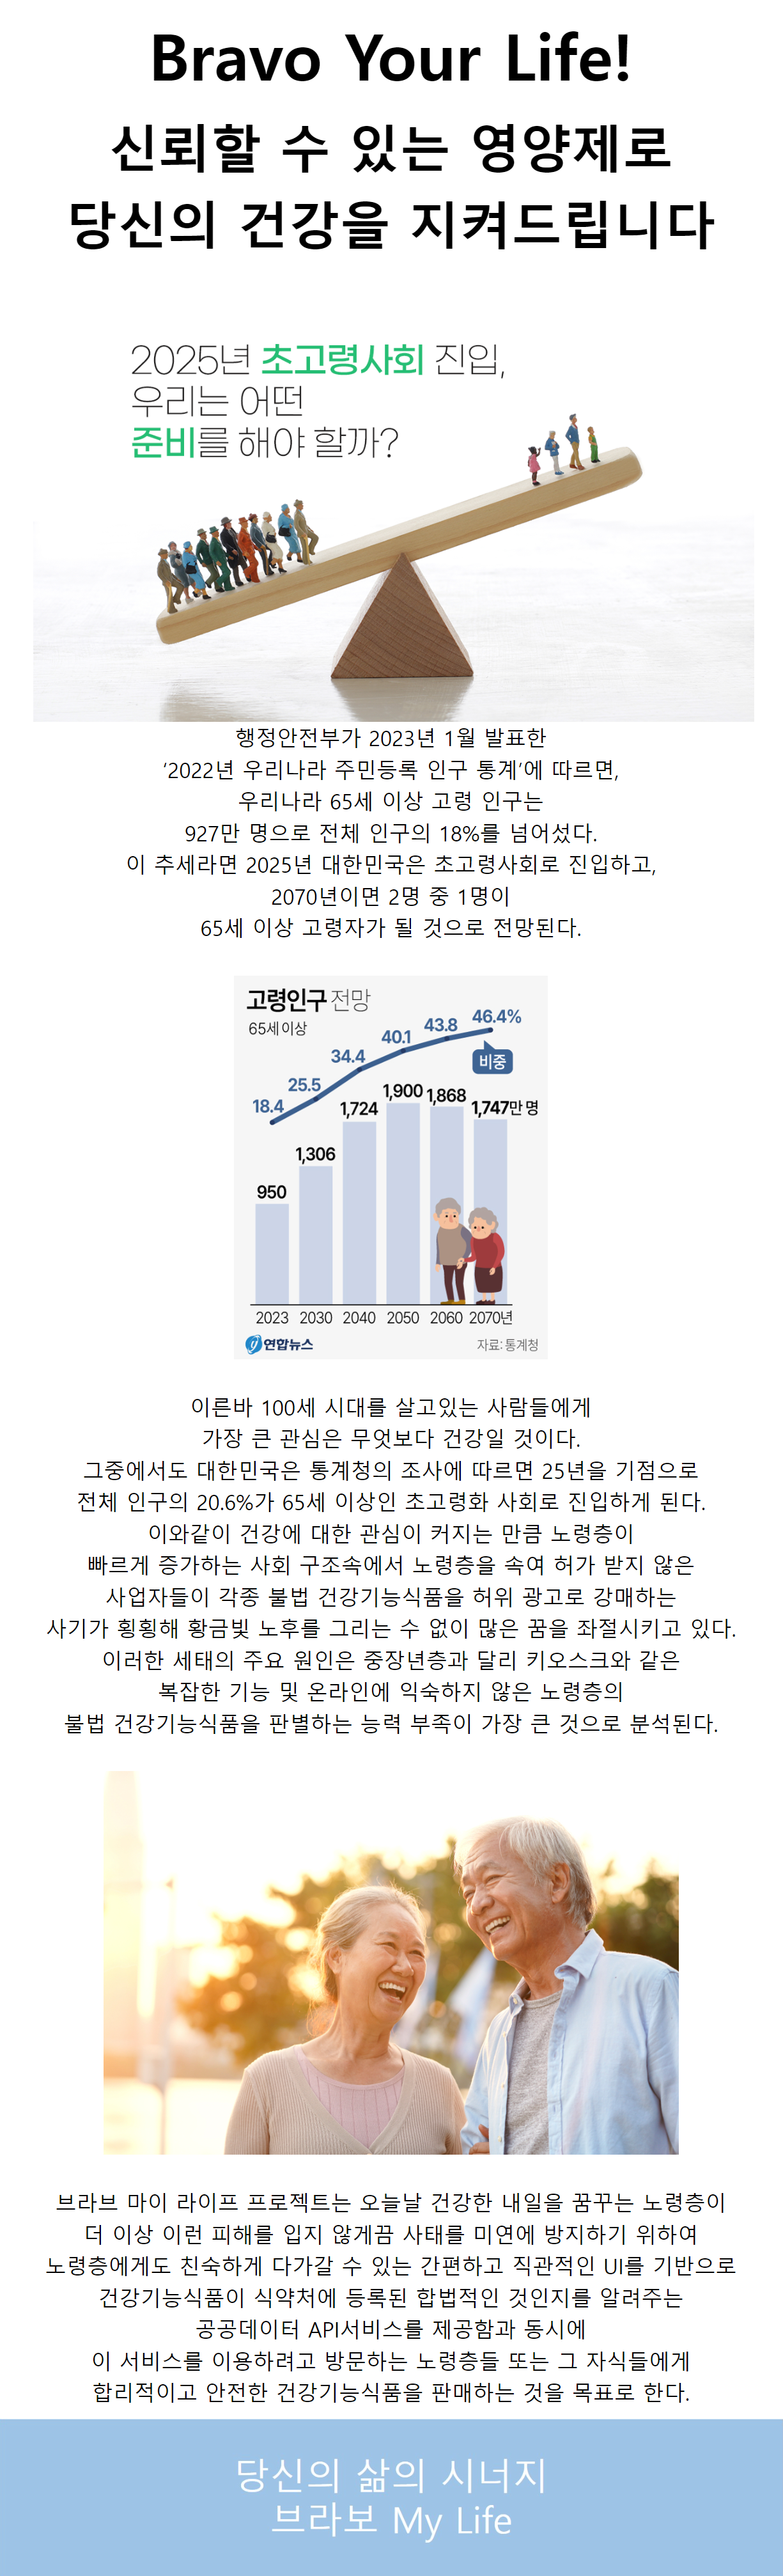 Bravo Your Life!
신뢰할 수 있는 영양제로
당신의 건강을 지켜드립니다
2025년 초고령사회 진입,
우리는 어떤
준비를 해야 할까?
행정안전부가 2023년 1월 발표한
‘2022년 우리나라 주민등록 인구 통계’에 따르면,
우리나라 65세 이상 고령 인구는
927만 명으로 전체 인구의 18%를 넘어섰다.
이 추세라면 2025년 대한민국은 초고령사회로 진입하고,
2070년이면 2명 중 1명이
65세 이상 고령자가 될 것으로 전망된다.
고령인구 전망
65세 이상
18.4 25.5 34.4 40.1 43.8 46.4%
비중
950 1,306 1,724 1,900 1,868 1,747만 명
2023 2030 2040 2050 2060 2070년
연합뉴스 자료: 통계청
이른바 100세 시대를 살고있는 사람들에게
가장 큰 관심은 무엇보다 건강일 것이다.
그중에서도 대한민국은 통계청의 조사에 따르면 25년을 기점으로
전체 인구의 20.6%가 65세 이상인 초고령화 사회로 진입하게 된다.
이와같이 건강에 대한 관심이 커지는 만큼 노령층이
빠르게 증가하는 사회 구조속에서 노령층을 속여 허가 받지 않은
사업자들이 각종 불법 건강기능식품을 허위 광고로 강매하는
사기가 횡횡해 황금빛 노후를 그리는 수 없이 많은 꿈을 좌절시키고 있다.
이러한 세태의 주요 원인은 중장년층과 달리 키오스크와 같은
복잡한 기능 및 온라인에 익숙하지 않은 노령층의
불법 건강기능식품을 판별하는 능력 부족이 가장 큰 것으로 분석된다.
브라브 마이 라이프 프로젝트는 오늘날 건강한 내일을 꿈꾸는 노령층이
더 이상 이런 피해를 입지 않게끔 사태를 미연에 방지하기 위하여
노령층에게도 친숙하게 다가갈 수 있는 간편하고 직관적인 UI를 기반으로
건강기능식품이 식약처에 등록된 합법적인 것인지를 알려주는
공공데이터 API서비스를 제공함과 동시에
이 서비스를 이용하려고 방문하는 노령층들 또는 그 자식들에게
합리적이고 안전한 건강기능식품을 판매하는 것을 목표로 한다.
당신의 삶의 시너지
브라보 My Life